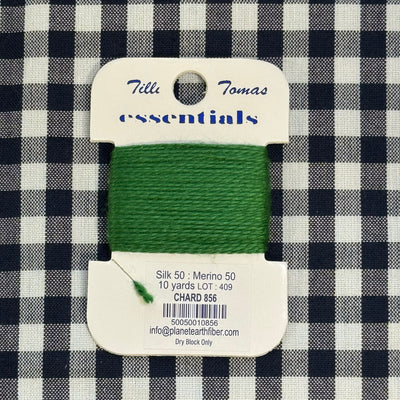 Tilli Tomas
essentials
Silk 50 : Merino 50
10 yards LOT : 409
CHARD 856
50050010856
info@planetearthfiber.com
Dry Block Only